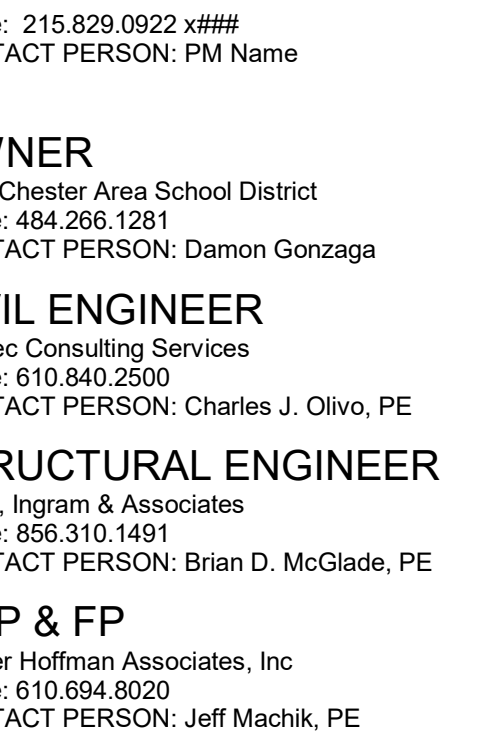 : 215.829.0922 x###
TACT PERSON: PM Name
NER
Chester Area School District
: 484.266.1281
TACT PERSON: Damon Gonzaga
IL ENGINEER
ec Consulting Services
: 610.840.2500
TACT PERSON: Charles J. Olivo, PE
RUCTURAL ENGINEER
, Ingram & Associates
: 856.310.1491
TACT PERSON: Brian D. McGlade, PE
P & FP
er Hoffman Associates, Inc
: 610.694.8020
TACT PERSON: Jeff Machik, PE